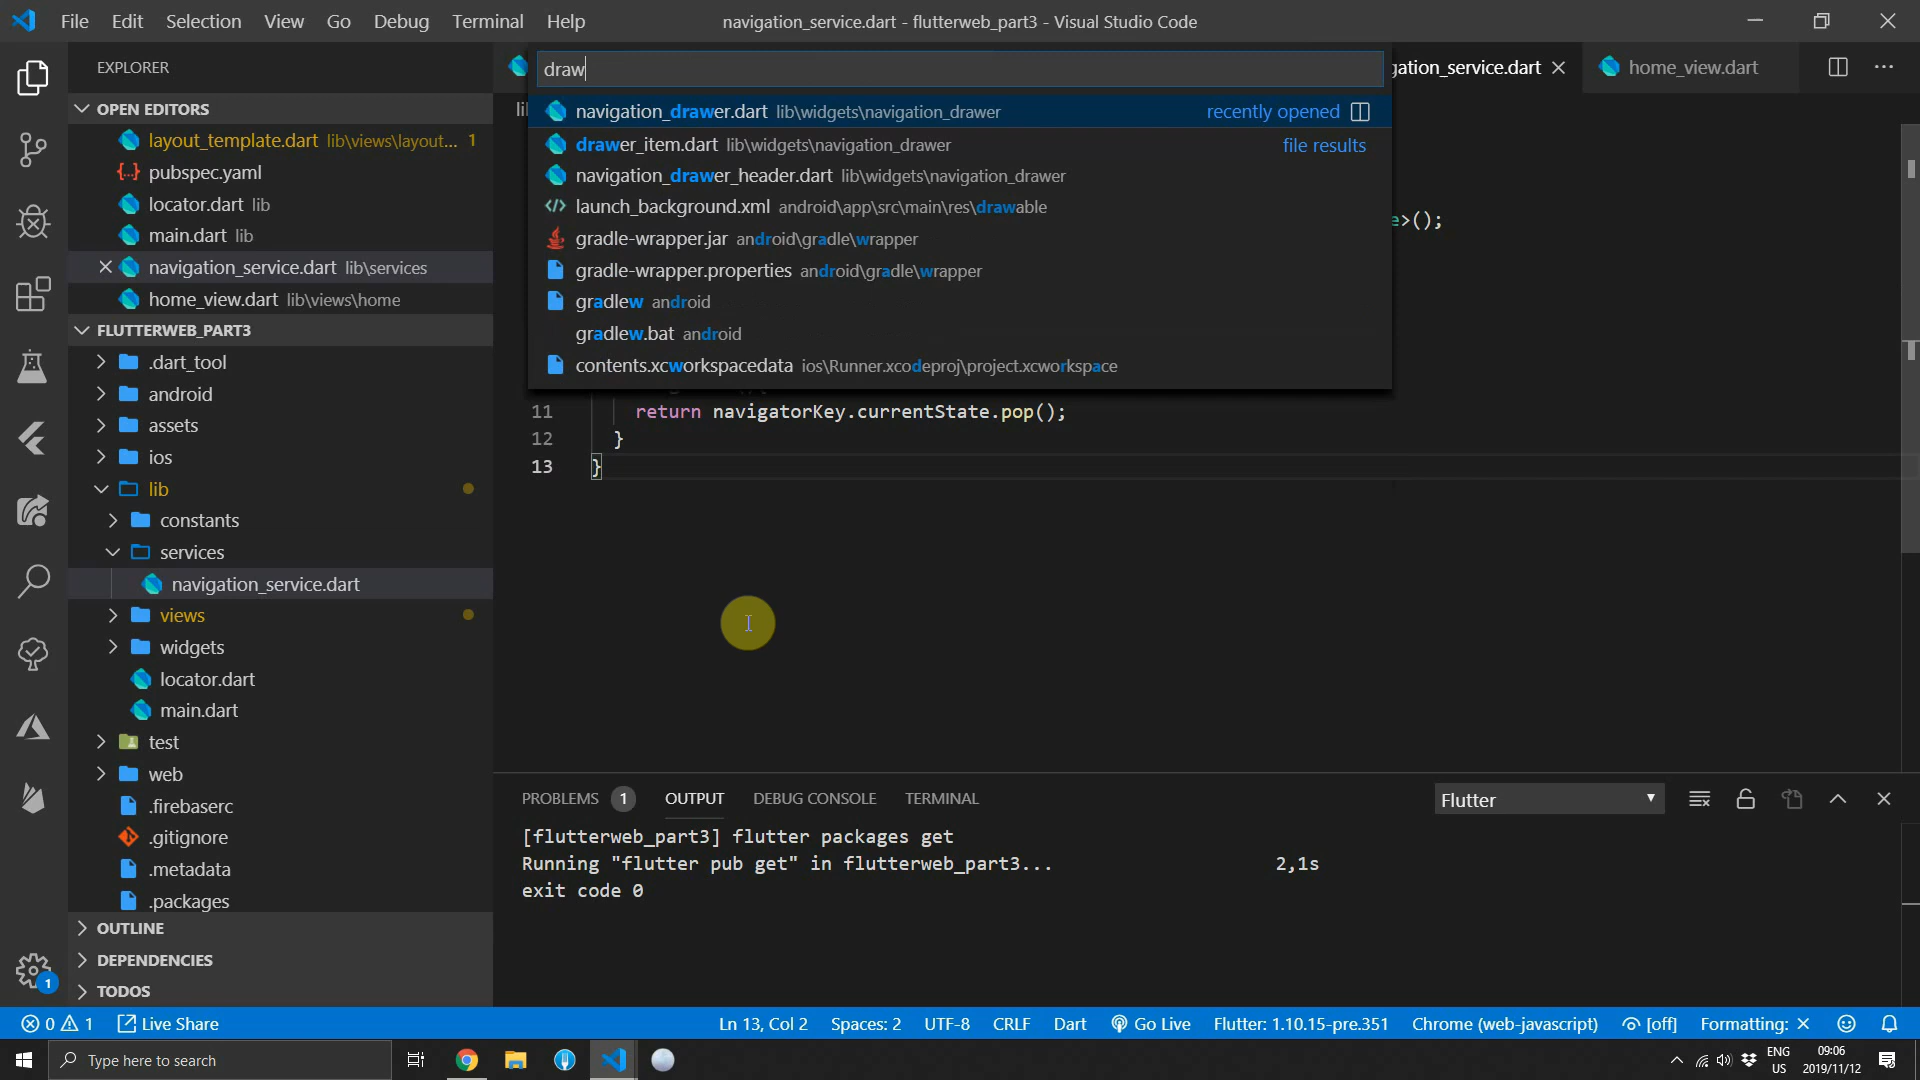 File Edit Selection View Go Debug Terminal Help
navigation_service.dart - flutterweb_part3 - Visual Studio Code
EXPLORER
OPEN EDITORS
layout_template.dart lib\views\layout... 1
pubspec.yaml
locator.dart lib
main.dart lib
navigation_service.dart lib\services
home_view.dart lib\views\home
FLUTTERWEB_PART3
.dart_tool
android
assets
ios
lib
constants
services
navigation_service.dart
views
widgets
locator.dart
main.dart
test
web
.firebaserc
.gitignore
.metadata
.packages
OUTLINE
DEPENDENCIES
TODOS
1
gation_service.dart
home_view.dart
draw
navigation_drawer.dart lib\widgets\navigation_drawer recently opened
drawer_item.dart lib\widgets\navigation_drawer file results
navigation_drawer_header.dart lib\widgets\navigation_drawer
launch_background.xml android\app\src\main\res\drawable
gradle-wrapper.jar android\gradle\wrapper
gradle-wrapper.properties android\gradle\wrapper
gradlew android
gradlew.bat android
contents.xcworkspacedata ios\Runner.xcodeproj\project.xcworkspace
e>();
11 return navigatorKey.currentState.pop();
12 }
13 }
PROBLEMS 1 OUTPUT DEBUG CONSOLE TERMINAL
Flutter
[flutterweb_part3] flutter packages get
Running "flutter pub get" in flutterweb_part3... 2,1s
exit code 0
0 1 Live Share
Ln 13, Col 2 Spaces: 2 UTF-8 CRLF Dart Go Live Flutter: 1.10.15-pre.351 Chrome (web-javascript) [off] Formatting: ×
Type here to search
ENG
US
09:06
2019/11/12